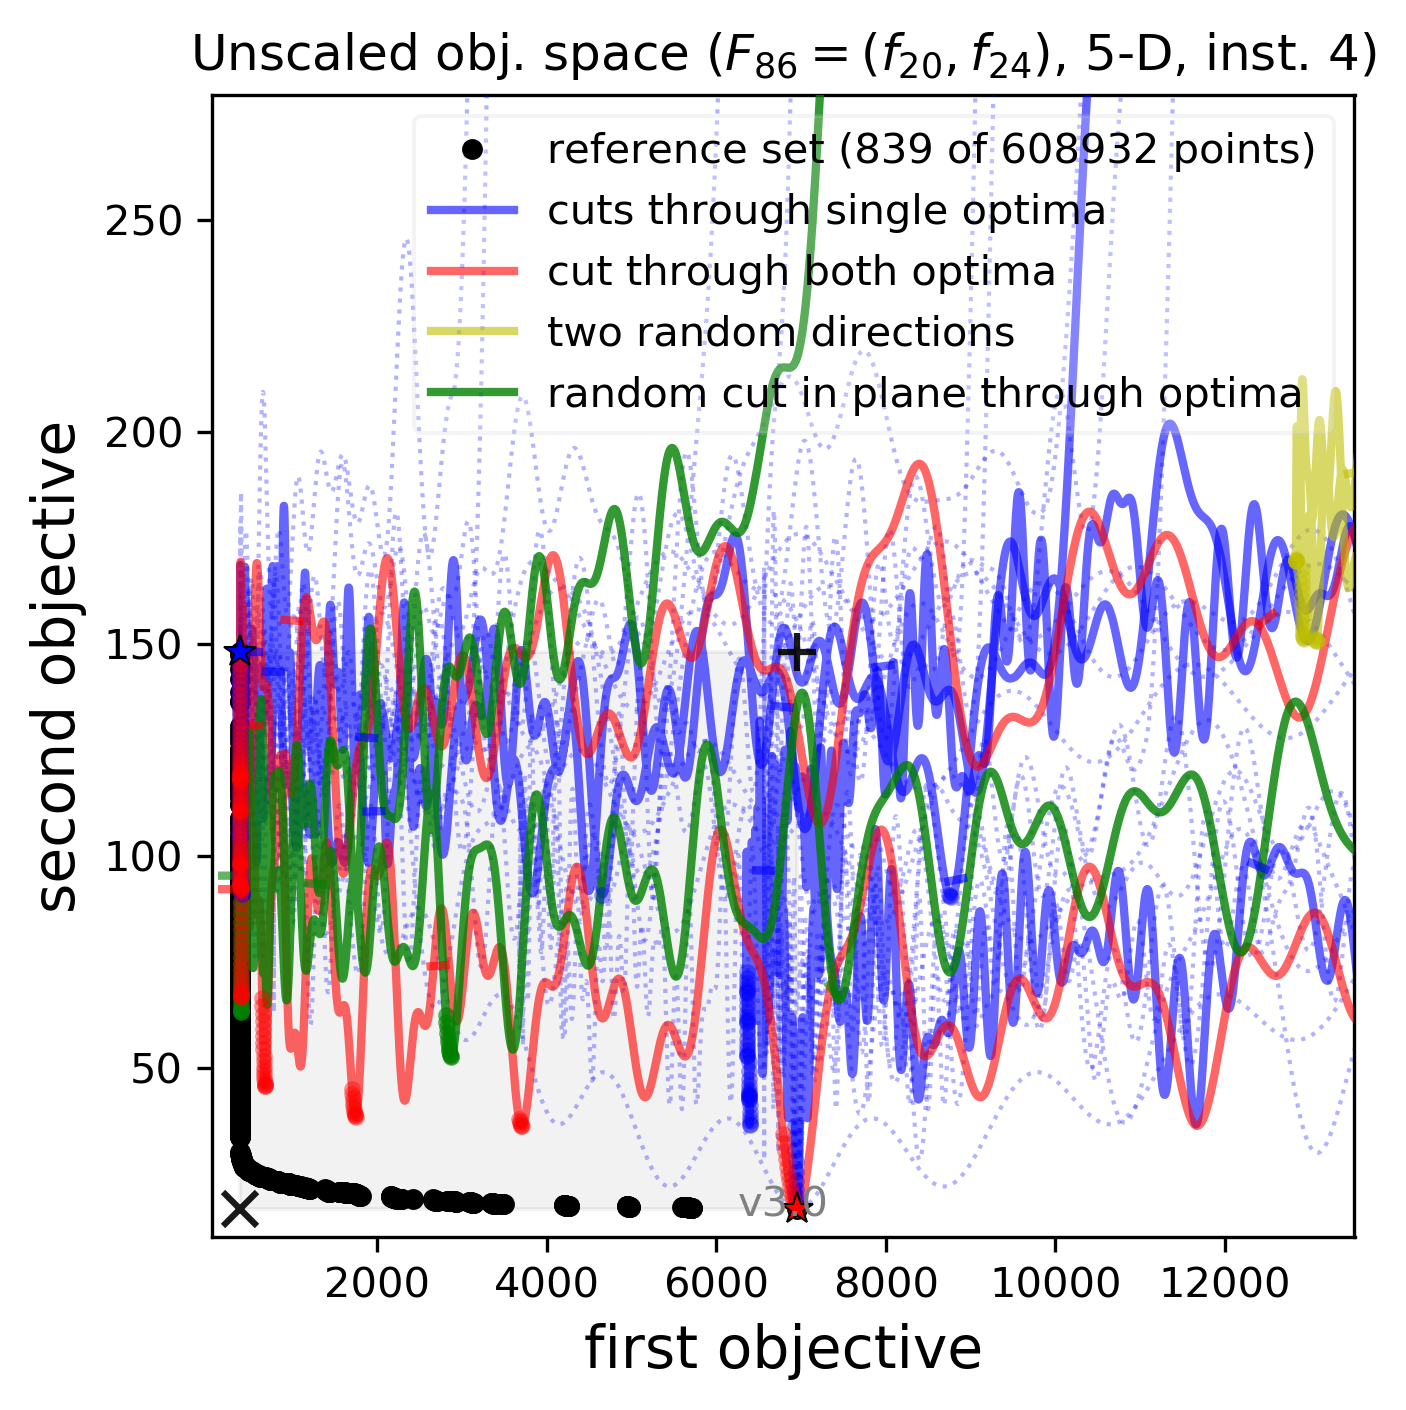 Unscaled obj. space (F86 = (f20, f24), 5-D, inst. 4)
reference set (839 of 608932 points)
cuts through single optima
cut through both optima
two random directions
random cut in plane through optima
250
200
150
100
50
second objective
v3.0
2000 4000 6000 8000 10000 12000
first objective